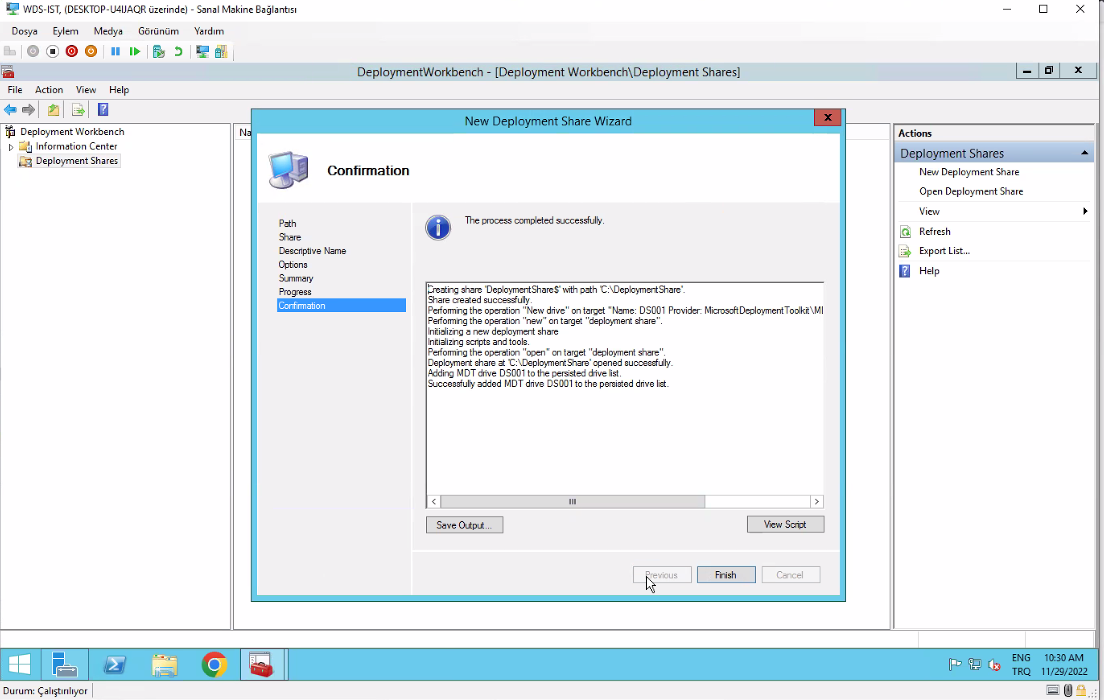 WDS-IST, (DESKTOP-U4IJAQR üzerinde) - Sanal Makine Bağlantısı
Dosya Eylem Medya Görünüm Yardım
DeploymentWorkbench - [Deployment Workbench\Deployment Shares]
File Action View Help
Deployment Workbench
Information Center
Deployment Shares
Na
New Deployment Share Wizard
Confirmation
Path
Share
Descriptive Name
Options
Summary
Progress
Confirmation
The process completed successfully.
Creating share 'DeploymentShare$' with path 'C:\DeploymentShare'.
Share created successfully.
Performing the operation "New drive" on target "Name: DS001 Provider: MicrosoftDeploymentToolkit\MI
Performing the operation "new" on target "deployment share".
Initializing a new deployment share
Initializing scripts and tools.
Performing the operation "open" on target "deployment share".
Deployment share at 'C:\DeploymentShare' opened successfully.
Adding MDT drive DS001 to the persisted drive list.
Successfully added MDT drive DS001 to the persisted drive list.
Save Output... View Script
Previous Finish Cancel
Actions
Deployment Shares
New Deployment Share
Open Deployment Share
View
Refresh
Export List...
Help
ENG 10:30 AM
TRQ 11/29/2022
Durum: Çalıştırılıyor